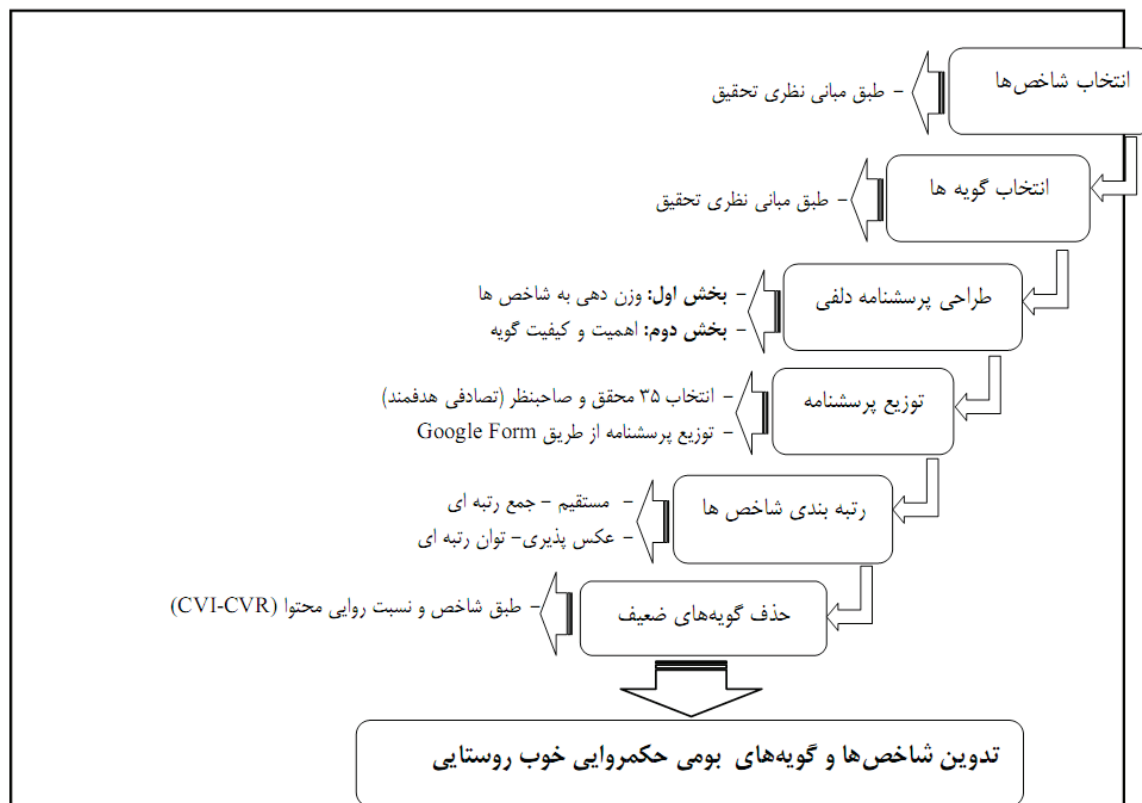 انتخاب شاخص‌ها
- طبق مبانی نظری تحقیق
انتخاب گویه ها
- طبق مبانی نظری تحقیق
طراحی پرسشنامه دلفی
- بخش اول: وزن دهی به شاخص ها
- بخش دوم: اهمیت و کیفیت گویه
توزیع پرسشنامه
- انتخاب ۳۵ محقق و صاحبنظر (تصادفی هدفمند)
- توزیع پرسشنامه از طریق Google Form
رتبه بندی شاخص ها
- مستقیم - جمع رتبه ای
- عکس پذیری- توان رتبه ای
حذف گویه‌های ضعیف
- طبق شاخص و نسبت روایی محتوا (CVI-CVR)
تدوین شاخص‌ها و گویه‌های بومی حکمروایی خوب روستایی